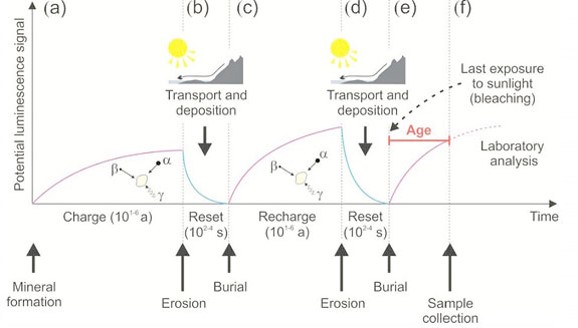 (a)
(b)
(c)
(d)
(e)
(f)
Potential luminescence signal
Transport and
deposition
Transport and
deposition
Last exposure
to sunlight
(bleaching)
Age
Laboratory
analysis
α
β
γ
α
β
γ
Charge (10¹⁻⁶ a)
Reset
(10²⁻⁴ s)
Recharge
(10¹⁻⁶ a)
Reset
(10²⁻⁴ s)
Time
Mineral
formation
Erosion
Burial
Erosion
Burial
Sample
collection